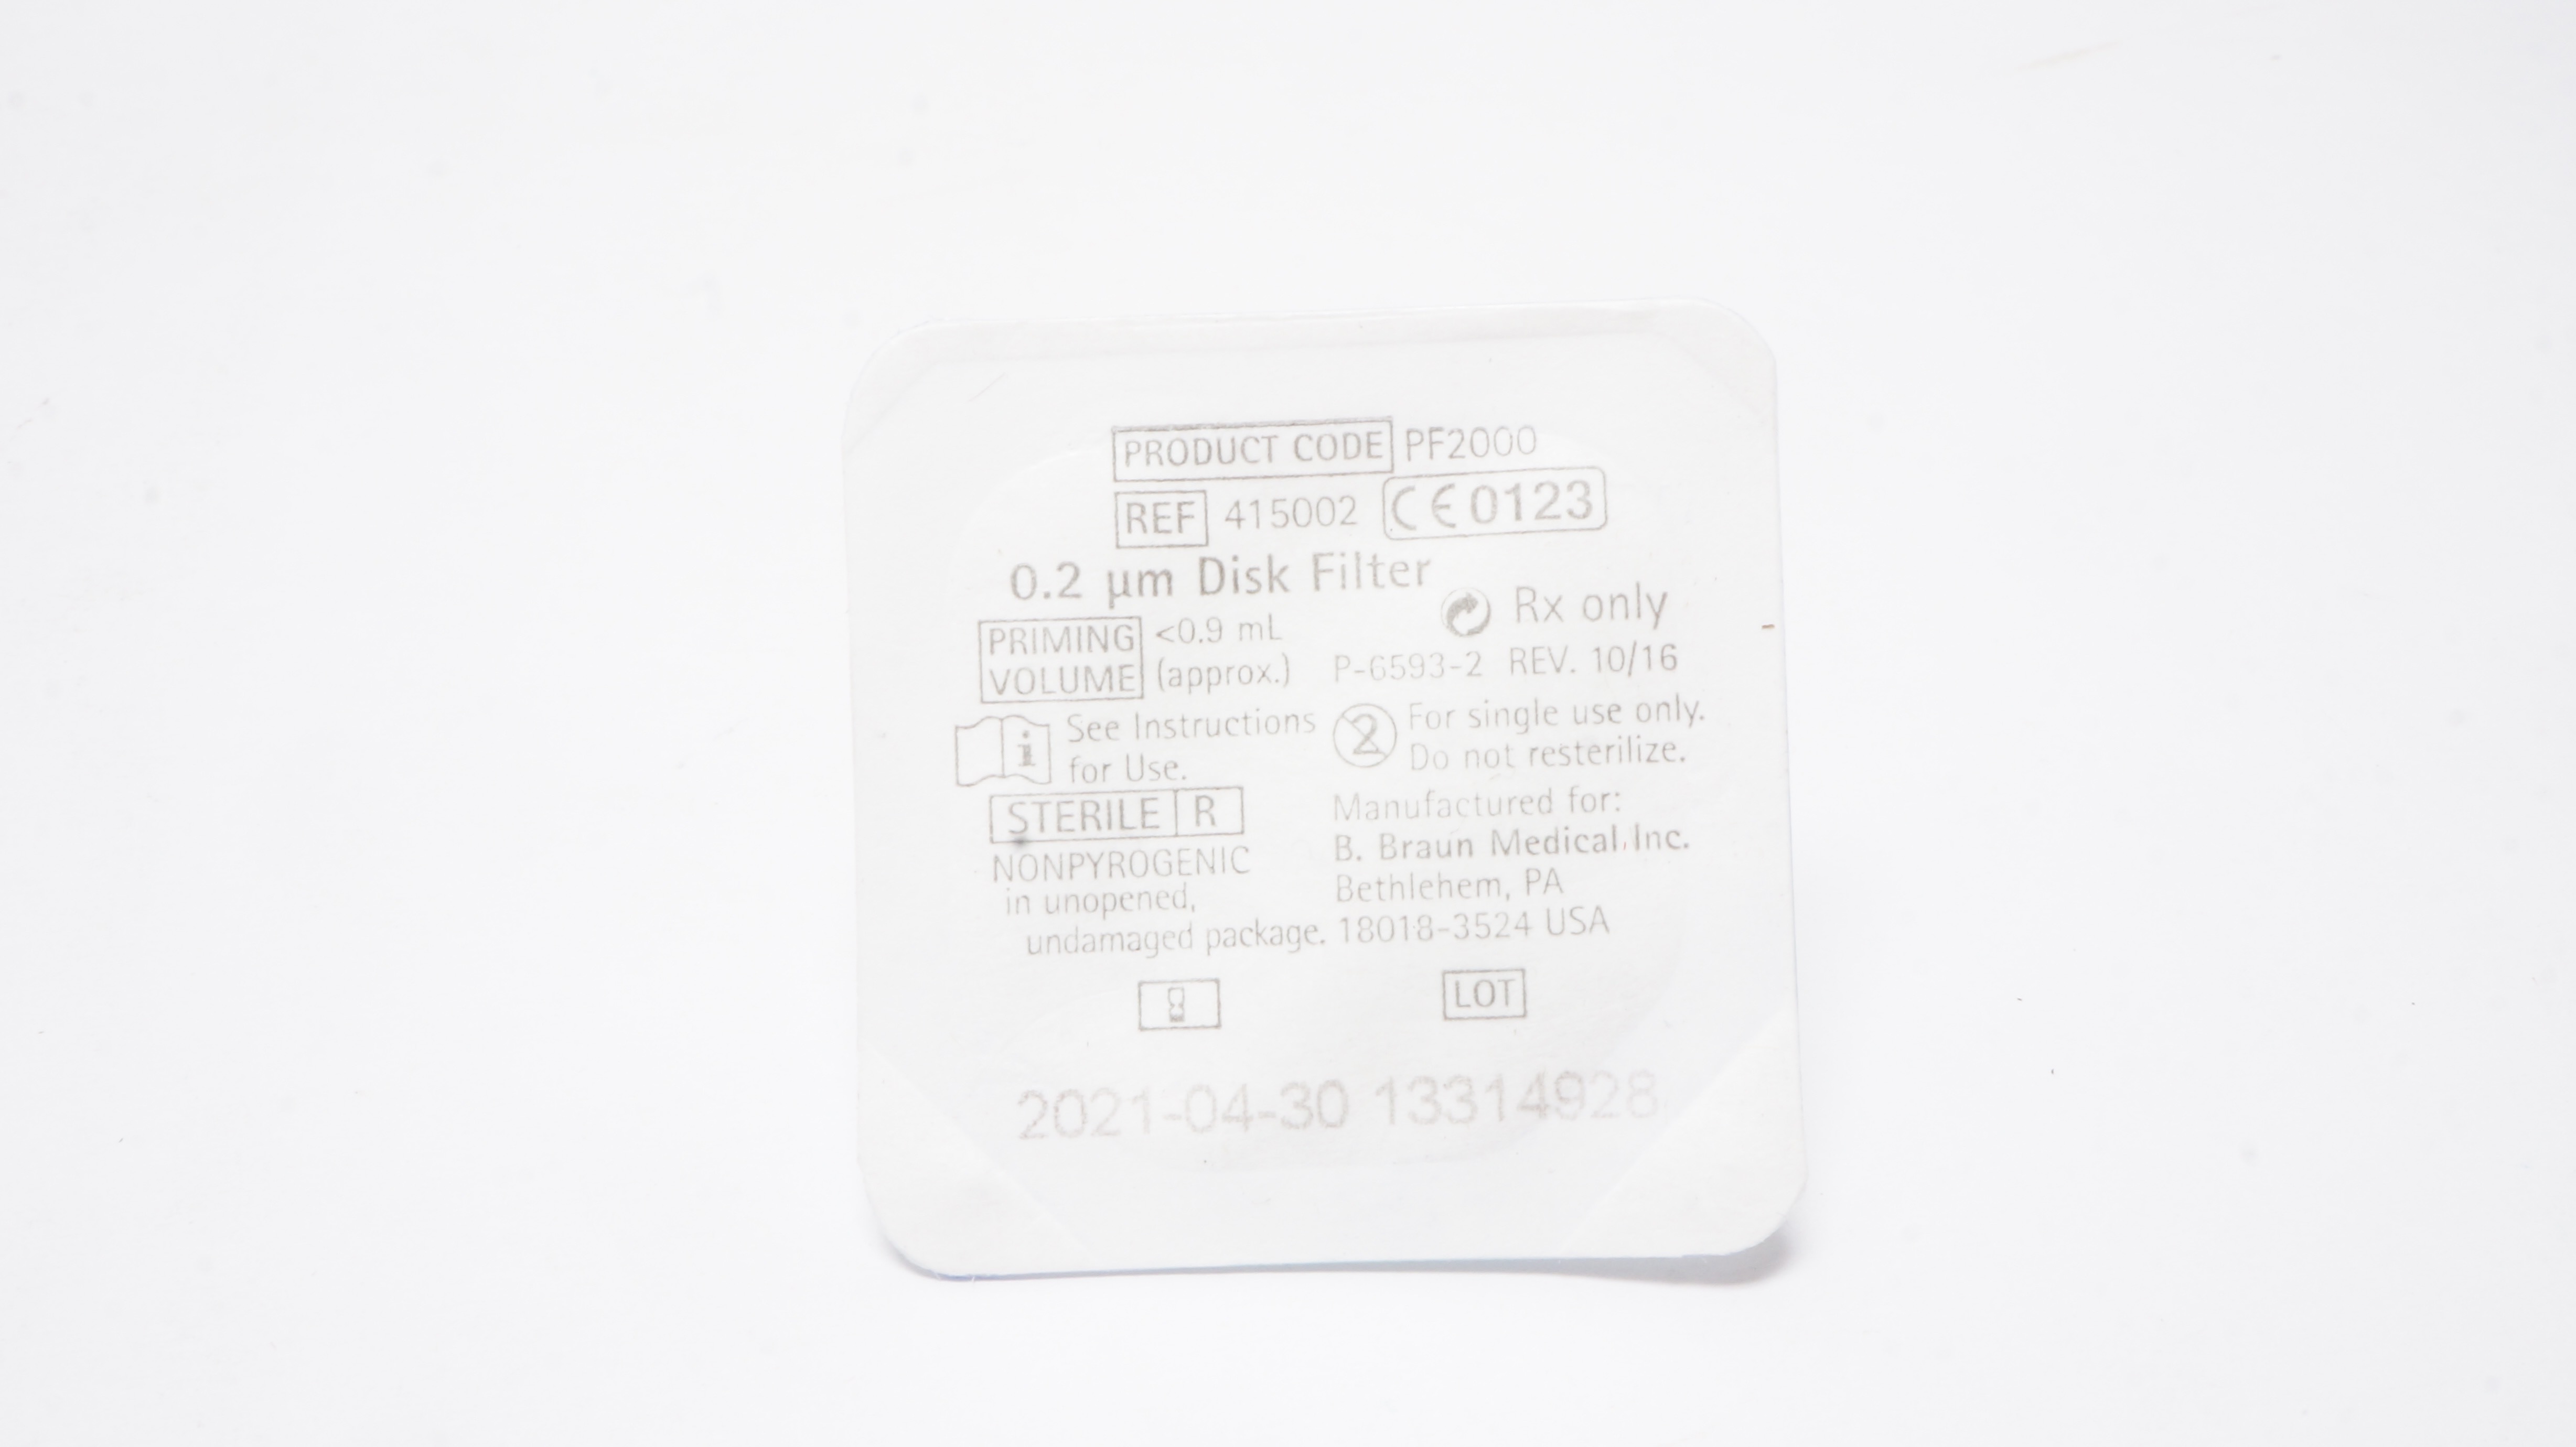 PRODUCT CODE PF2000
REF 415002 CE 0123
0.2 µm Disk Filter
Rx only
PRIMING VOLUME <0.9 mL (approx.)
P-6593-2 REV. 10/16
See Instructions
for Use.
2 For single use only.
Do not resterilize.
STERILE R
NONPYROGENIC
in unopened,
undamaged package.
Manufactured for:
B. Braun Medical Inc.
Bethlehem, PA
18018-3524 USA
LOT
2021-04-30 13314928